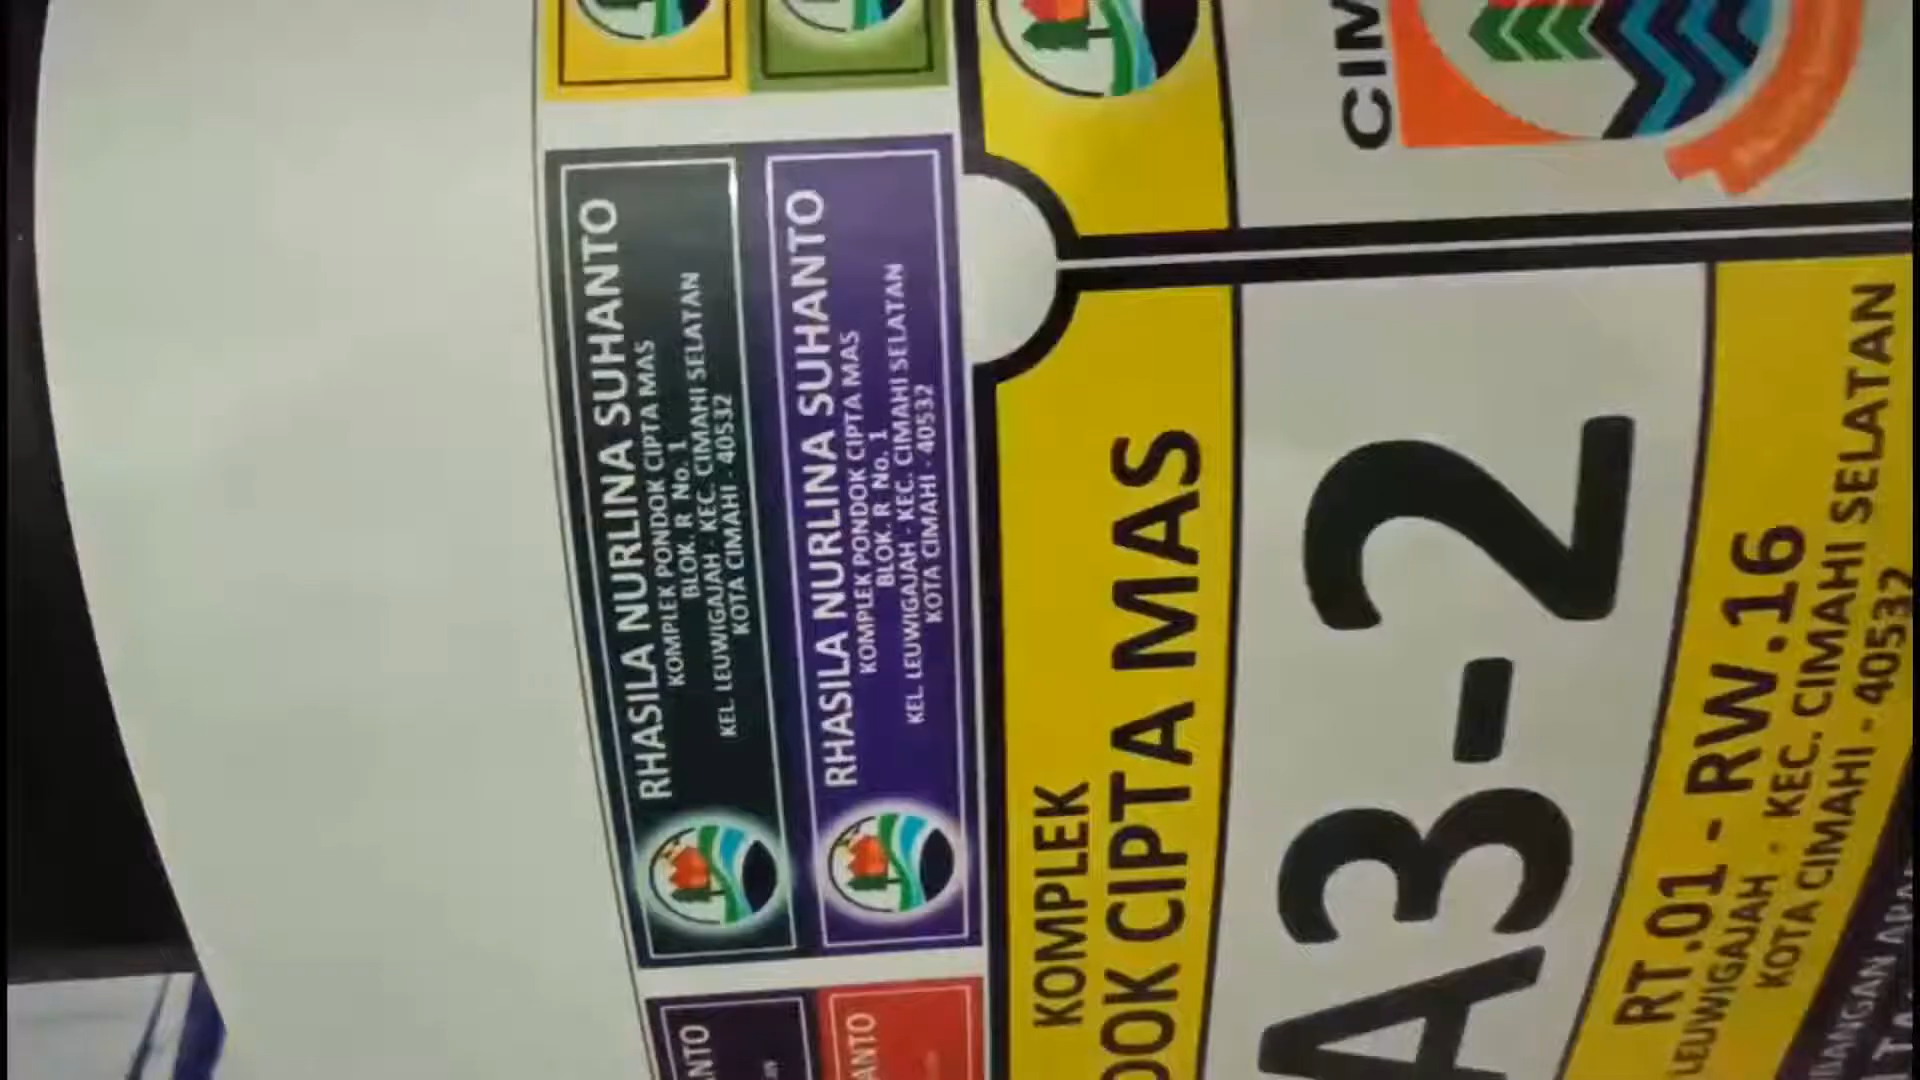 CIM
RHASILA NURLINA SUHANTO
KOMPLEK PONDOK CIPTA MAS
BLOK. R No. 1
KEL. LEUWIGAJAH - KEC. CIMAHI SELATAN
KOTA CIMAHI - 40532
RHASILA NURLINA SUHANTO
KOMPLEK PONDOK CIPTA MAS
BLOK. R No. 1
KEL. LEUWIGAJAH - KEC. CIMAHI SELATAN
KOTA CIMAHI - 40532
ANTO
ANTO
KOMPLEK
DOK CIPTA MAS
A3-2
RT.01 - RW.16
LEUWIGAJAH - KEC. CIMAHI SELATAN
KOTA CIMAHI - 40532